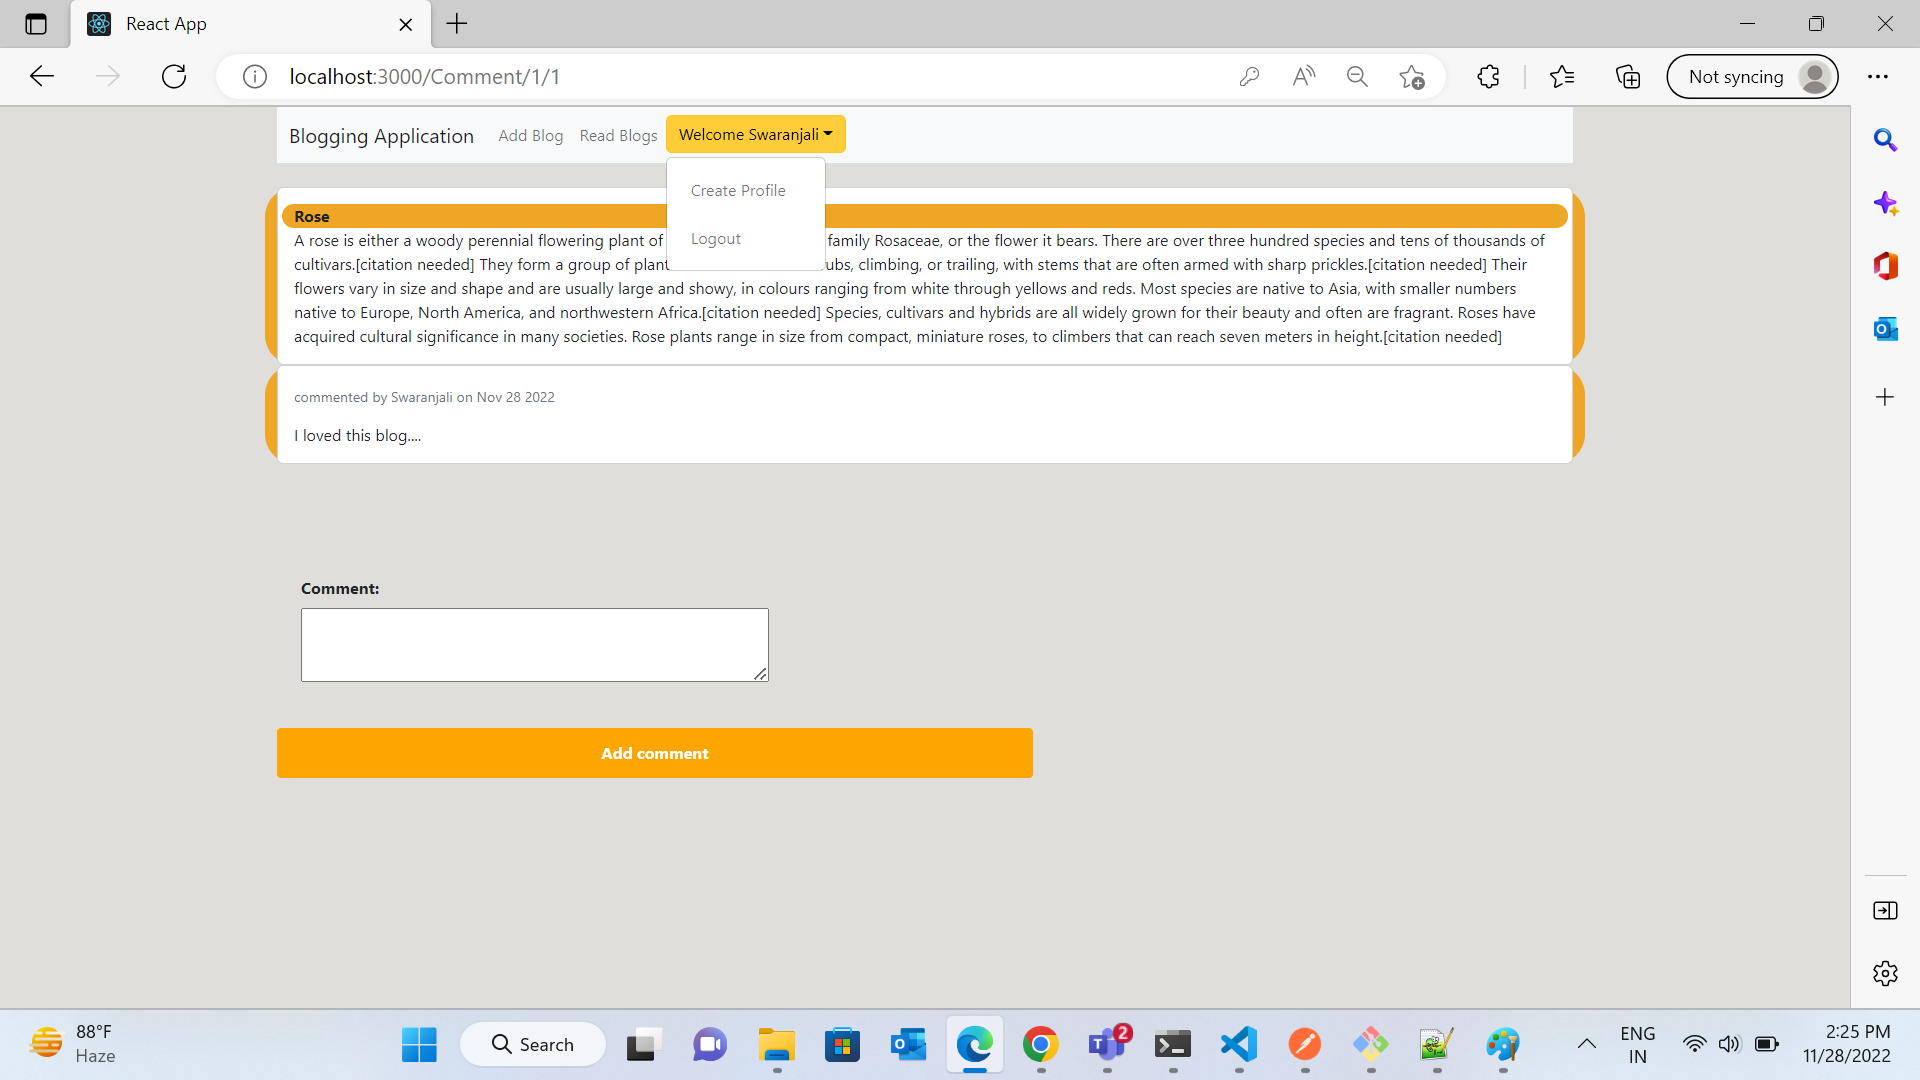 React App
localhost:3000/Comment/1/1
Not syncing
Blogging Application Add Blog Read Blogs Welcome Swaranjali
Create Profile
Logout
Rose
A rose is either a woody perennial flowering plant of family Rosaceae, or the flower it bears. There are over three hundred species and tens of thousands of
cultivars.[citation needed] They form a group of plant ubs, climbing, or trailing, with stems that are often armed with sharp prickles.[citation needed] Their
flowers vary in size and shape and are usually large and showy, in colours ranging from white through yellows and reds. Most species are native to Asia, with smaller numbers
native to Europe, North America, and northwestern Africa.[citation needed] Species, cultivars and hybrids are all widely grown for their beauty and often are fragrant. Roses have
acquired cultural significance in many societies. Rose plants range in size from compact, miniature roses, to climbers that can reach seven meters in height.[citation needed]
commented by Swaranjali on Nov 28 2022
I loved this blog....
Comment:
Add comment
88°F
Haze
Search
2
ENG
IN
2:25 PM
11/28/2022